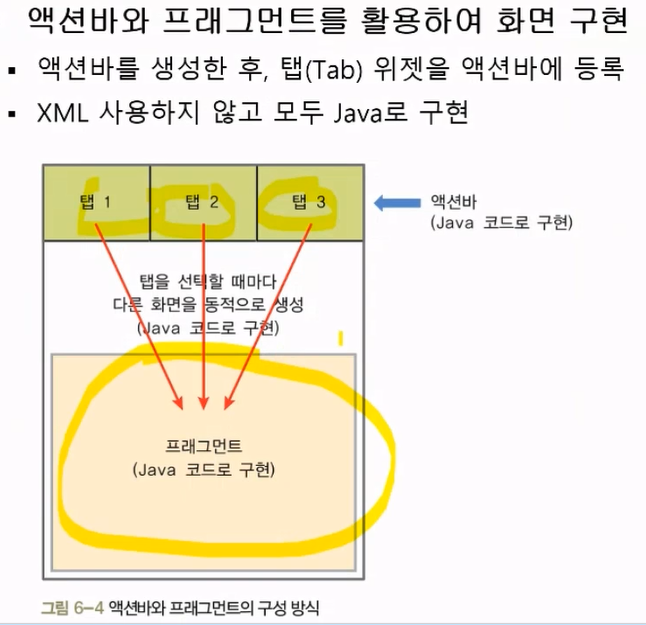 액션바와 프래그먼트를 활용하여 화면 구현
▪ 액션바를 생성한 후, 탭(Tab) 위젯을 액션바에 등록
▪ XML 사용하지 않고 모두 Java로 구현
탭 1 탭 2 탭 3
액션바
(Java 코드로 구현)
탭을 선택할 때마다
다른 화면을 동적으로 생성
(Java 코드로 구현)
프래그먼트
(Java 코드로 구현)
그림 6-4 액션바와 프래그먼트의 구성 방식